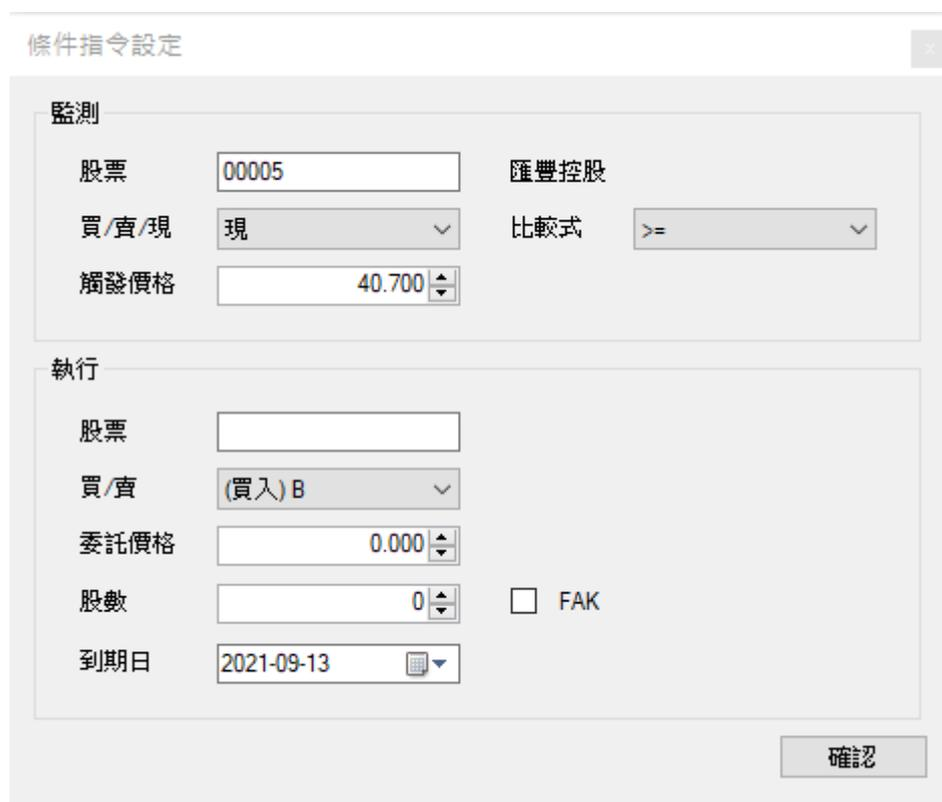 條件指令設定
x
監測
股票 00005 匯豐控股
買/賣/現 現 比較式 >=
觸發價格 40.700
執行
股票
買/賣 (買入) B
委託價格 0.000
股數 0 FAK
到期日 2021-09-13
確認